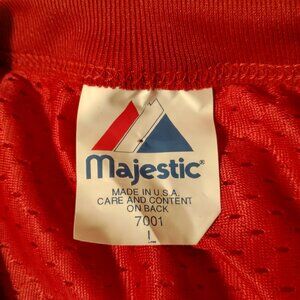 Majestic®
MADE IN U.S.A.
CARE AND CONTENT
ON BACK
7001
L